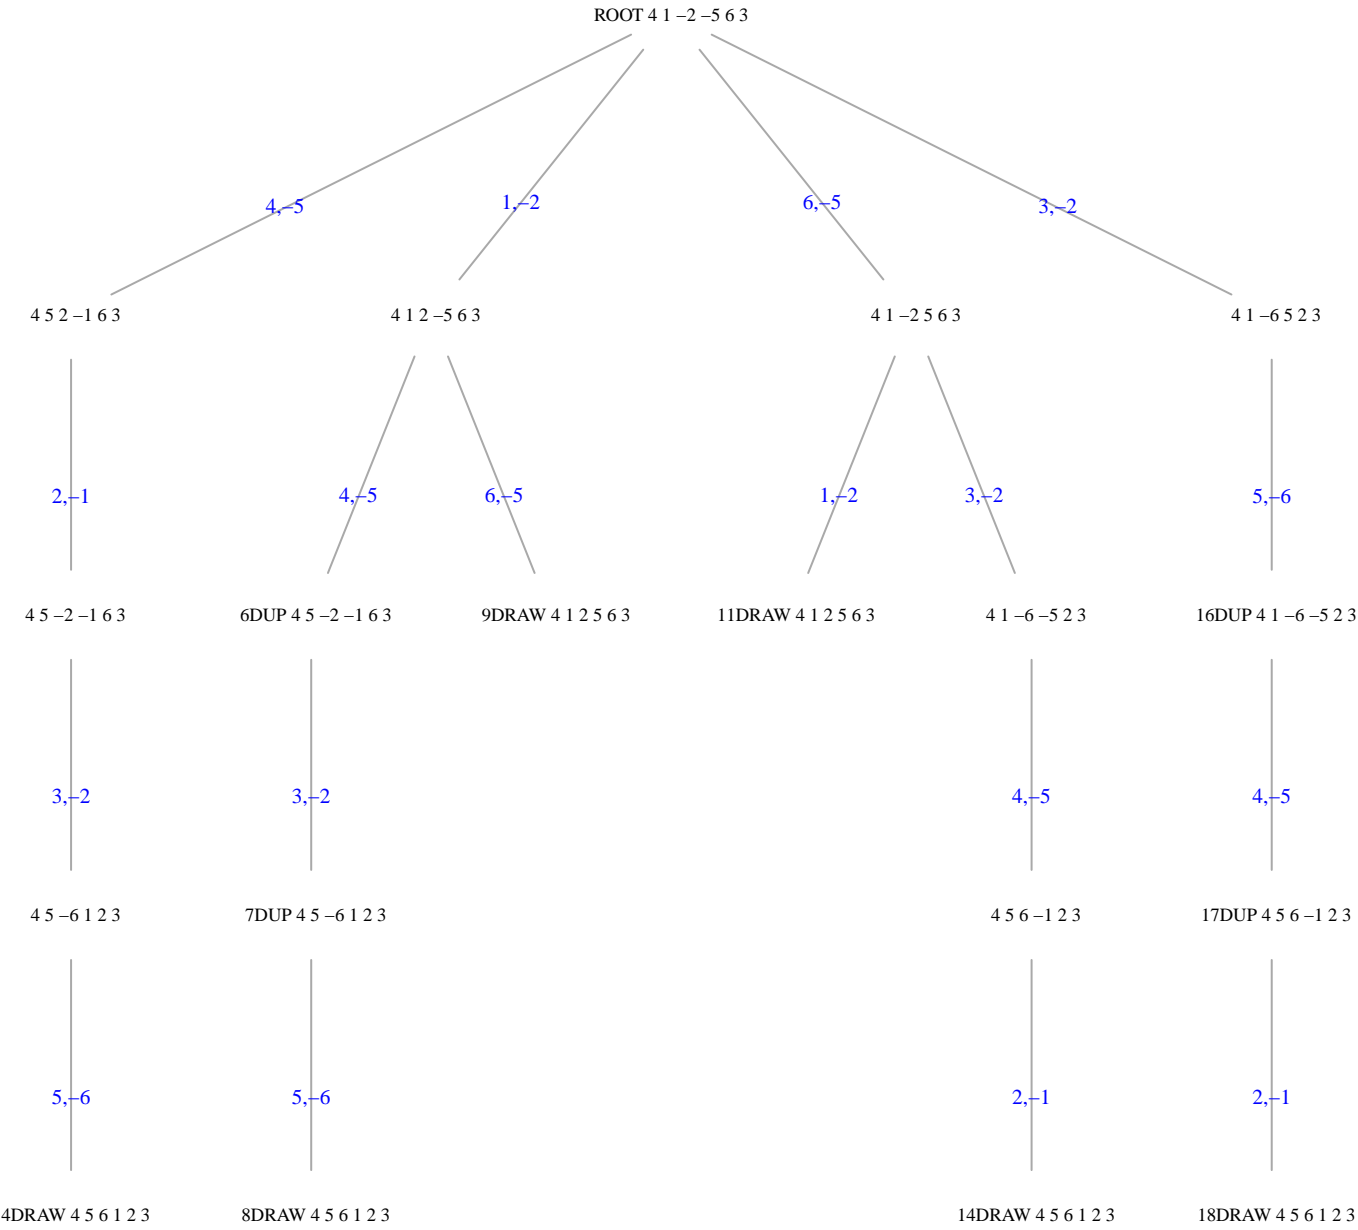 ROOT 4 1 –2 –5 6 3
4,–5
1,–2
6,–5
3,–2
4 5 2 –1 6 3
4 1 2 –5 6 3
4 1 –2 5 6 3
4 1 –6 5 2 3
2,–1
4,–5
6,–5
1,–2
3,–2
5,–6
4 5 –2 –1 6 3
6DUP 4 5 –2 –1 6 3
9DRAW 4 1 2 5 6 3
11DRAW 4 1 2 5 6 3
4 1 –6 –5 2 3
16DUP 4 1 –6 –5 2 3
3,–2
3,–2
4,–5
4,–5
4 5 –6 1 2 3
7DUP 4 5 –6 1 2 3
4 5 6 –1 2 3
17DUP 4 5 6 –1 2 3
5,–6
5,–6
2,–1
2,–1
4DRAW 4 5 6 1 2 3
8DRAW 4 5 6 1 2 3
14DRAW 4 5 6 1 2 3
18DRAW 4 5 6 1 2 3